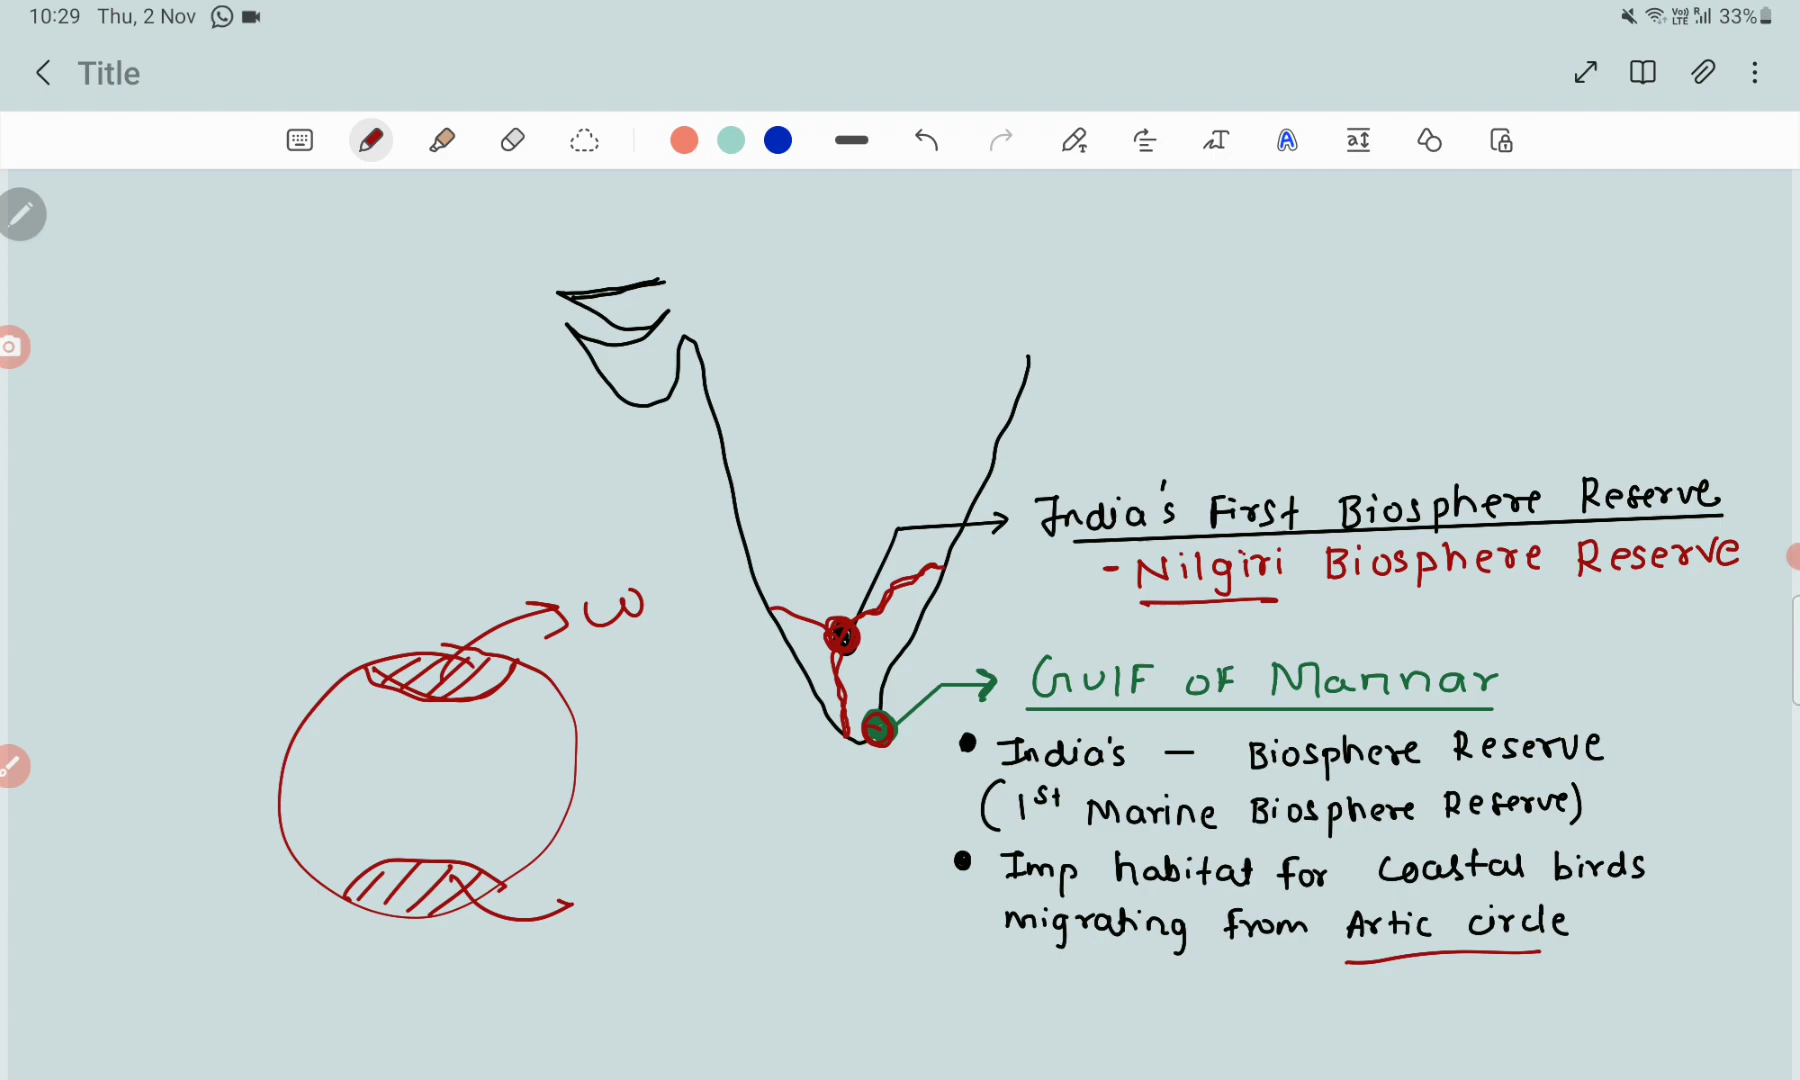 10:29 Thu, 2 Nov
33%
Title
India's First Biosphere Reserve
- Nilgiri Biosphere Reserve
Gulf of Mannar
• India's — Biosphere Reserve
(1st Marine Biosphere Reserve)
• Imp habitat for coastal birds
migrating from Artic circle